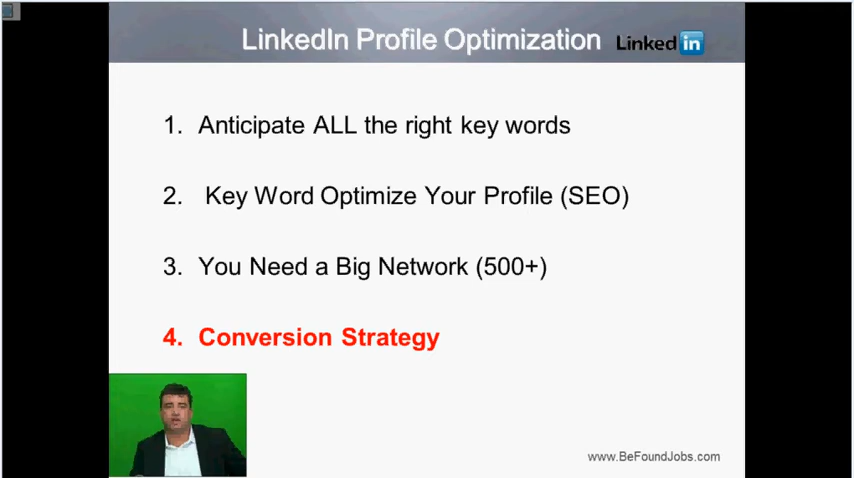 LinkedIn Profile Optimization Linked in
1. Anticipate ALL the right key words
2. Key Word Optimize Your Profile (SEO)
3. You Need a Big Network (500+)
4. Conversion Strategy
www.BeFoundJobs.com